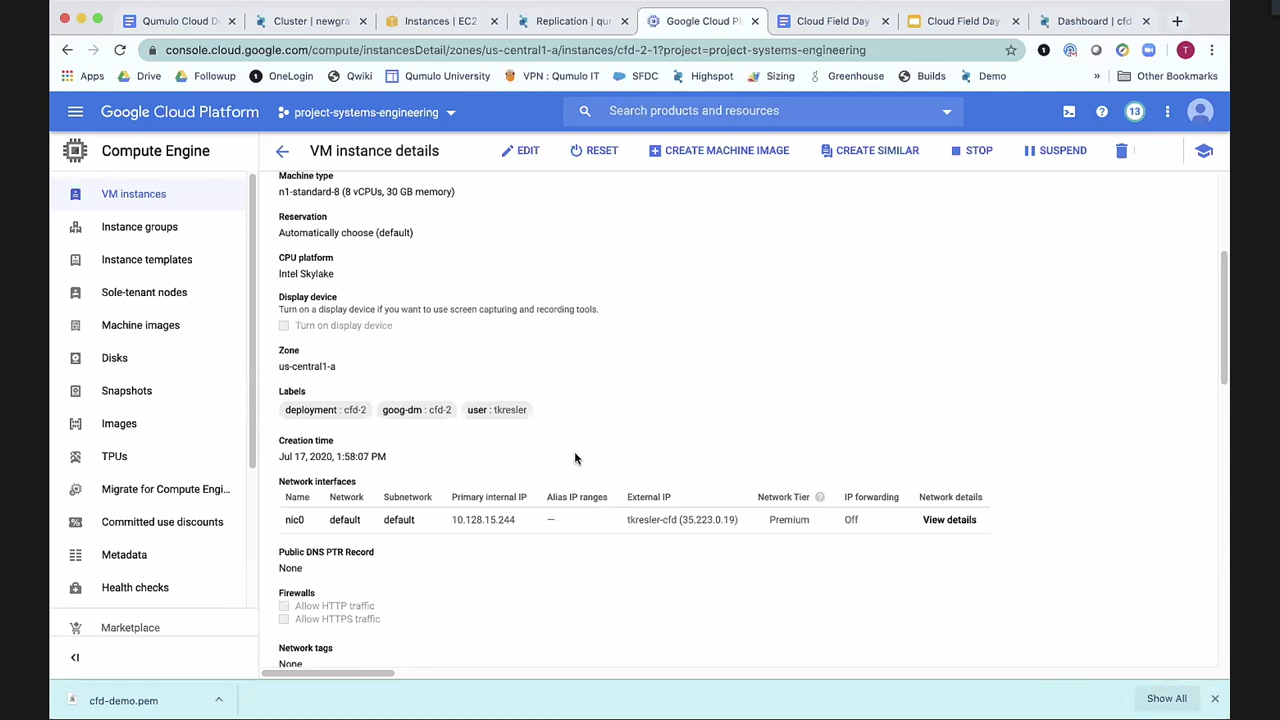 Qumulo Cloud D
Cluster | newgra
Instances | EC2
Replication | qu
Google Cloud Pl
Cloud Field Day
Cloud Field Day
Dashboard | cfd
console.cloud.google.com/compute/instancesDetail/zones/us-central1-a/instances/cfd-2-1?project=project-systems-engineering
T
Apps
Drive
Followup
OneLogin
Qwiki
Qumulo University
VPN : Qumulo IT
SFDC
Highspot
Sizing
Greenhouse
Builds
Demo
»
Other Bookmarks
Google Cloud Platform
project-systems-engineering
Search products and resources
13
Compute Engine
VM instance details
EDIT
RESET
CREATE MACHINE IMAGE
CREATE SIMILAR
STOP
SUSPEND
VM instances
Instance groups
Instance templates
Sole-tenant nodes
Machine images
Disks
Snapshots
Images
TPUs
Migrate for Compute Engi...
Committed use discounts
Metadata
Health checks
Marketplace
Machine type
n1-standard-8 (8 vCPUs, 30 GB memory)
Reservation
Automatically choose (default)
CPU platform
Intel Skylake
Display device
Turn on a display device if you want to use screen capturing and recording tools.
Turn on display device
Zone
us-central1-a
Labels
deployment : cfd-2 goog-dm : cfd-2 user : tkresler
Creation time
Jul 17, 2020, 1:58:07 PM
Network interfaces
Name Network Subnetwork Primary internal IP Alias IP ranges External IP Network Tier IP forwarding Network details
nic0 default default 10.128.15.244 — tkresler-cfd (35.223.0.19) Premium Off View details
Public DNS PTR Record
None
Firewalls
Allow HTTP traffic
Allow HTTPS traffic
Network tags
None
cfd-demo.pem
Show All